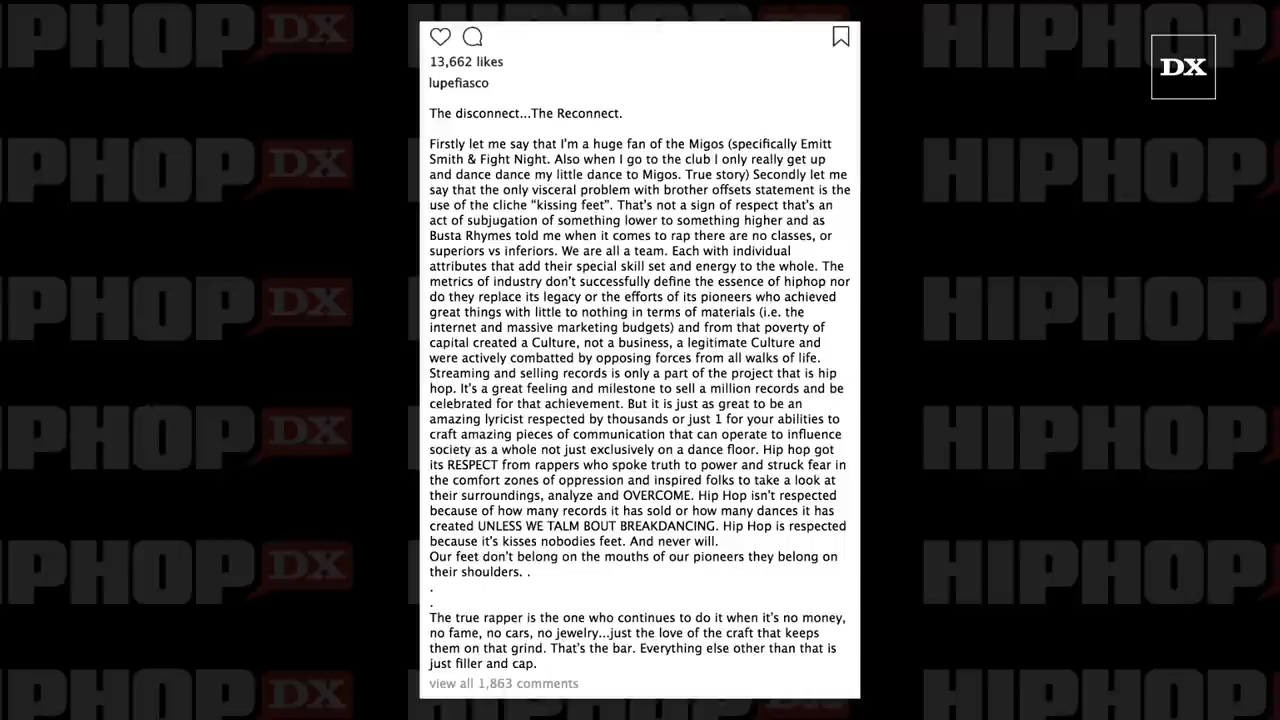 DX
13,662 likes
lupefiasco
The disconnect...The Reconnect.
Firstly let me say that I'm a huge fan of the Migos (specifically Emitt
Smith & Fight Night. Also when I go to the club I only really get up
and dance dance my little dance to Migos. True story) Secondly let me
say that the only visceral problem with brother offsets statement is the
use of the cliche “kissing feet”. That's not a sign of respect that's an
act of subjugation of something lower to something higher and as
Busta Rhymes told me when it comes to rap there are no classes, or
superiors vs inferiors. We are all a team. Each with individual
attributes that add their special skill set and energy to the whole. The
metrics of industry don't successfully define the essence of hiphop nor
do they replace its legacy or the efforts of its pioneers who achieved
great things with little to nothing in terms of materials (i.e. the
internet and massive marketing budgets) and from that poverty of
capital created a Culture, not a business, a legitimate Culture and
were actively combatted by opposing forces from all walks of life.
Streaming and selling records is only a part of the project that is hip
hop. It's a great feeling and milestone to sell a million records and be
celebrated for that achievement. But it is just as great to be an
amazing lyricist respected by thousands or just 1 for your abilities to
craft amazing pieces of communication that can operate to influence
society as a whole not just exclusively on a dance floor. Hip hop got
its RESPECT from rappers who spoke truth to power and struck fear in
the comfort zones of oppression and inspired folks to take a look at
their surroundings, analyze and OVERCOME. Hip Hop isn't respected
because of how many records it has sold or how many dances it has
created UNLESS WE TALM BOUT BREAKDANCING. Hip Hop is respected
because it's kisses nobodies feet. And never will.
Our feet don't belong on the mouths of our pioneers they belong on
their shoulders. .
.
.
The true rapper is the one who continues to do it when it's no money,
no fame, no cars, no jewelry...just the love of the craft that keeps
them on that grind. That's the bar. Everything else other than that is
just filler and cap.
view all 1,863 comments
HIPHOP DX
HIPHOP
HIPHOP DX
HIPHOP
HIPHOP DX
HIPHOP
HIPHOP DX
HIPHOP
HIPHOP DX
HIPHOP
HIPHOP DX
HIPHOP